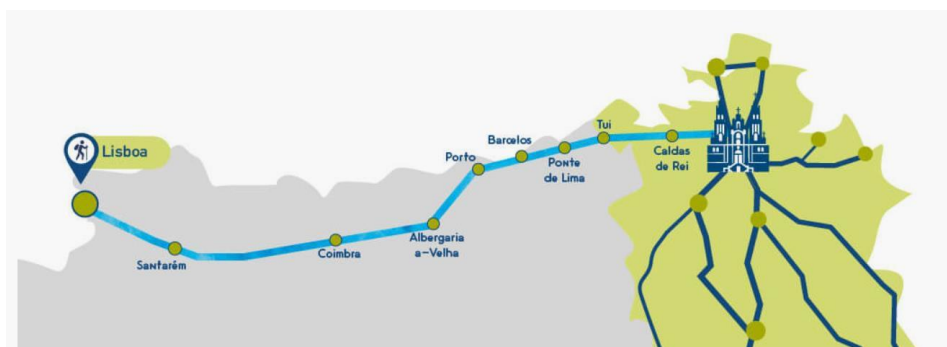 Lisboa
Santarém
Coimbra
Albergaria
a-Velha
Porto
Barcelos
Ponte
de Lima
Tui
Caldas
de Rei